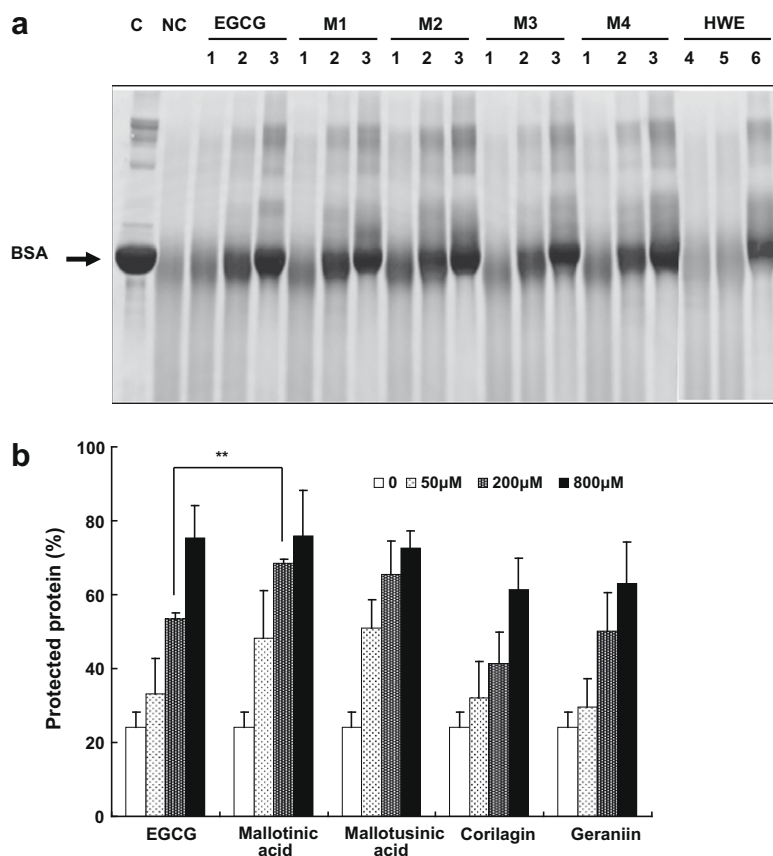 a
C NC EGCG M1 M2 M3 M4 HWE
1 2 3 1 2 3 1 2 3 1 2 3 1 2 3 4 5 6
BSA
b
100
80
60
40
20
0
Protected protein (%)
**
0 50μM 200μM 800μM
EGCG Mallotinic acid Mallotusinic acid Corilagin Geraniin